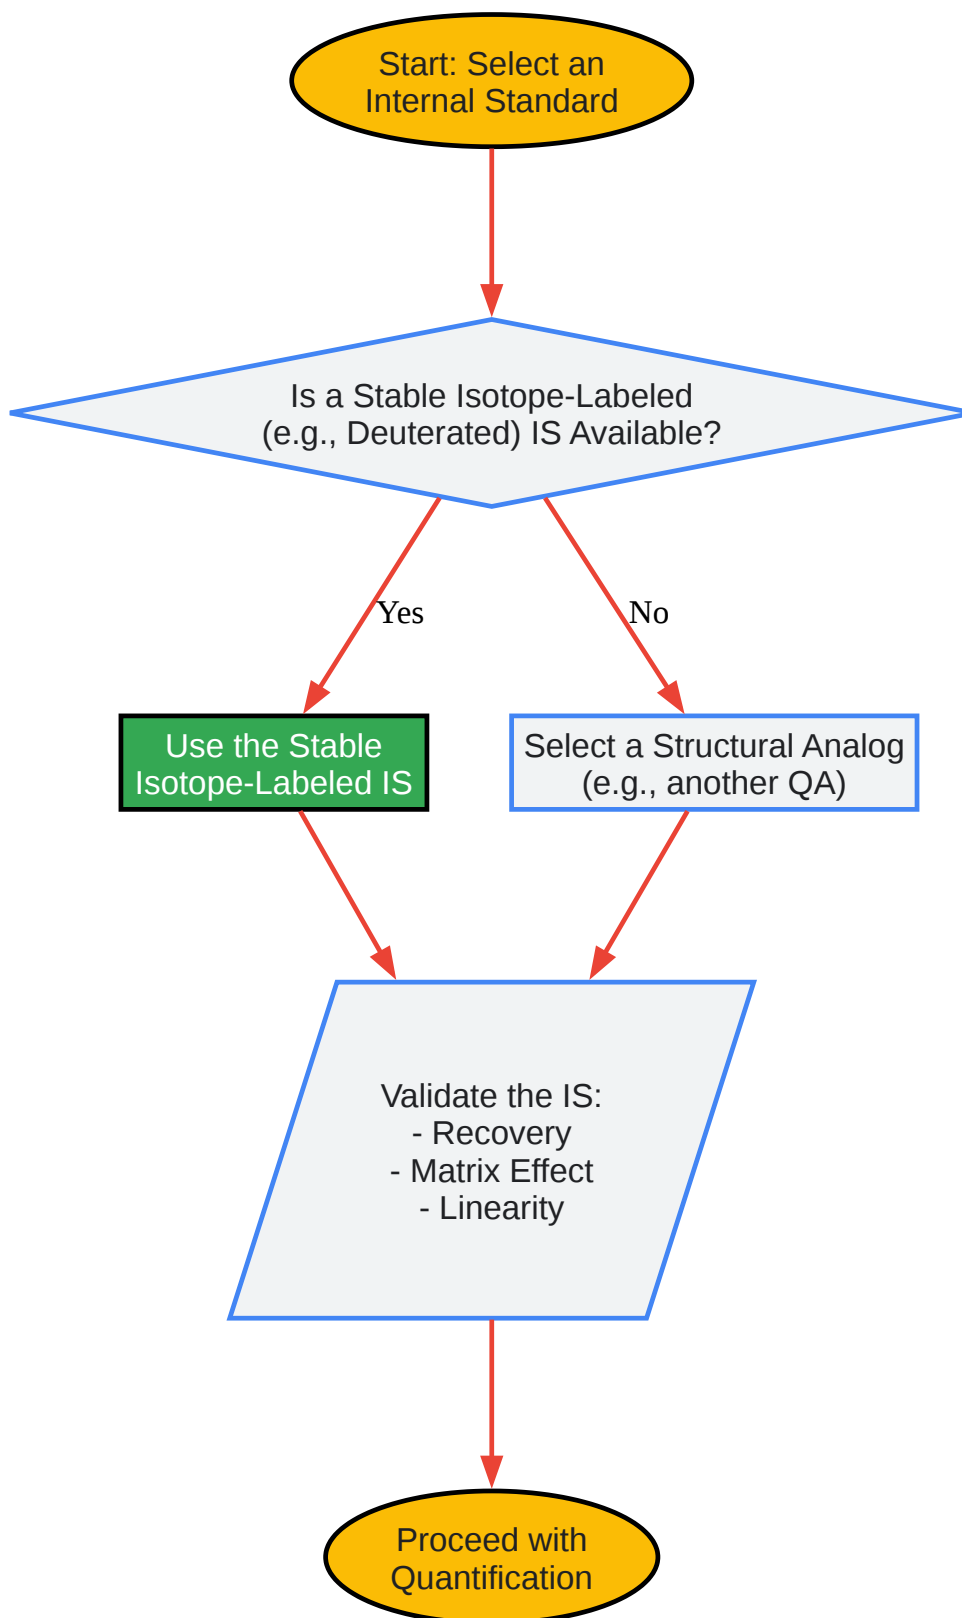 Start: Select an
Internal Standard
Is a Stable Isotope-Labeled
(e.g., Deuterated) IS Available?
Yes
No
Use the Stable
Isotope-Labeled IS
Select a Structural Analog
(e.g., another QA)
Validate the IS:
- Recovery
- Matrix Effect
- Linearity
Proceed with
Quantification